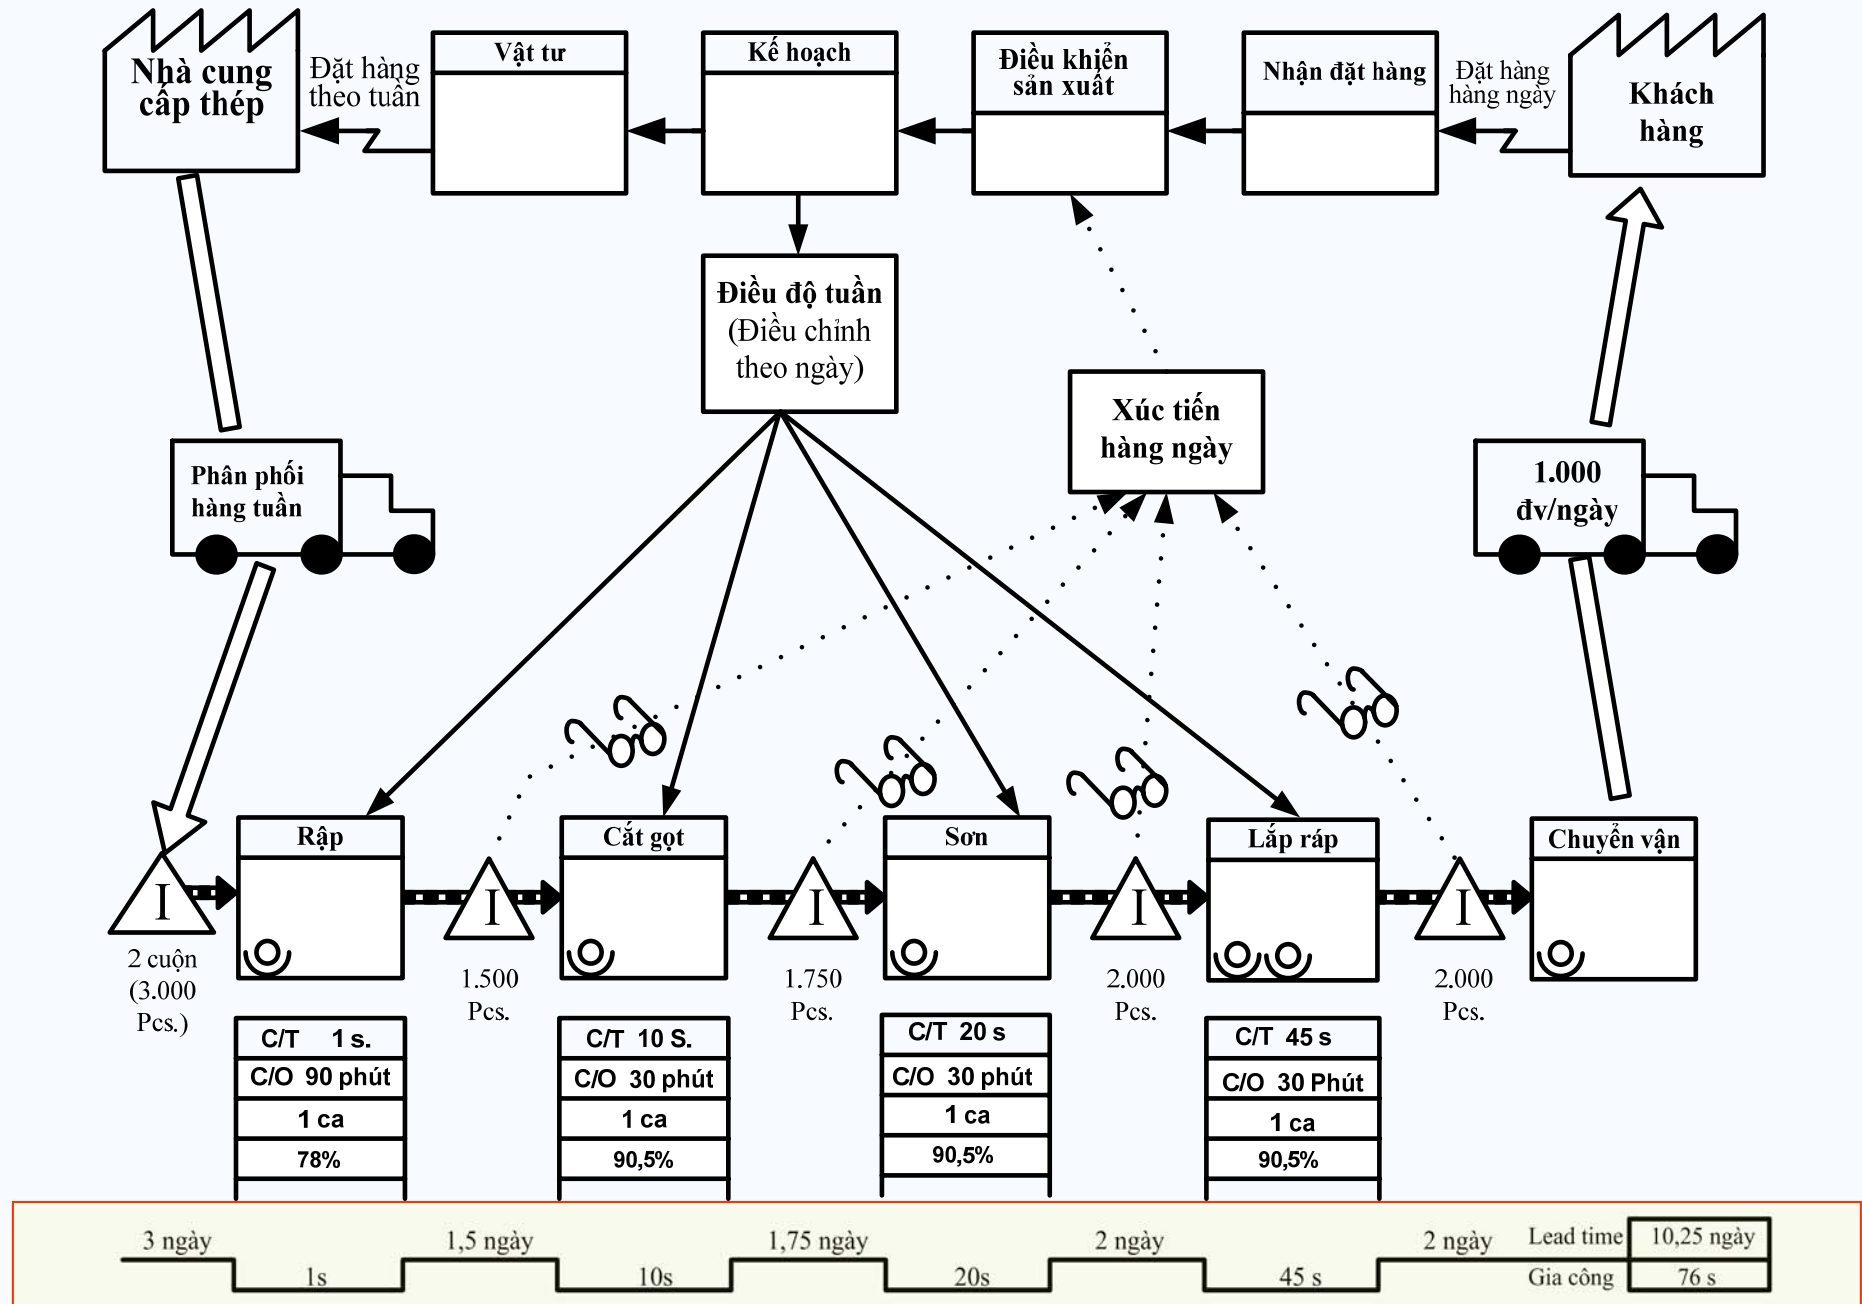 Nhà cung
cấp thép
Đặt hàng
theo tuần
Vật tư
Kế hoạch
Điều khiển
sản xuất
Nhận đặt hàng
Đặt hàng
hàng ngày
Khách
hàng
Điều độ tuần
(Điều chỉnh
theo ngày)
Xúc tiến
hàng ngày
Phân phối
hàng tuần
1.000
đv/ngày
Rập
Cắt gọt
Sơn
Lắp ráp
Chuyển vận
I
I
I
I
I
2 cuộn
(3.000
Pcs.)
1.500
Pcs.
1.750
Pcs.
2.000
Pcs.
2.000
Pcs.
C/T 1 s.
C/O 90 phút
1 ca
78%
C/T 10 S.
C/O 30 phút
1 ca
90,5%
C/T 20 s
C/O 30 phút
1 ca
90,5%
C/T 45 s
C/O 30 Phút
1 ca
90,5%
3 ngày
1,5 ngày
1,75 ngày
2 ngày
2 ngày
Lead time
10,25 ngày
1s
10s
20s
45 s
Gia công
76 s